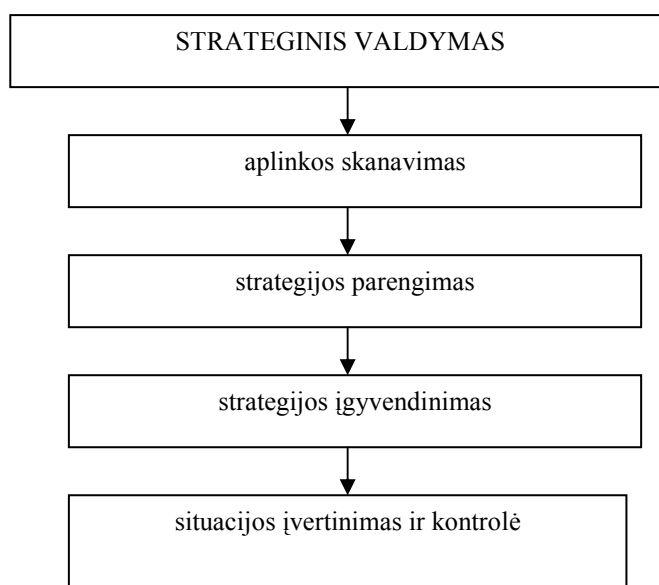 STRATEGINIS VALDYMAS
aplinkos skanavimas
strategijos parengimas
strategijos įgyvendinimas
situacijos įvertinimas ir kontrolė